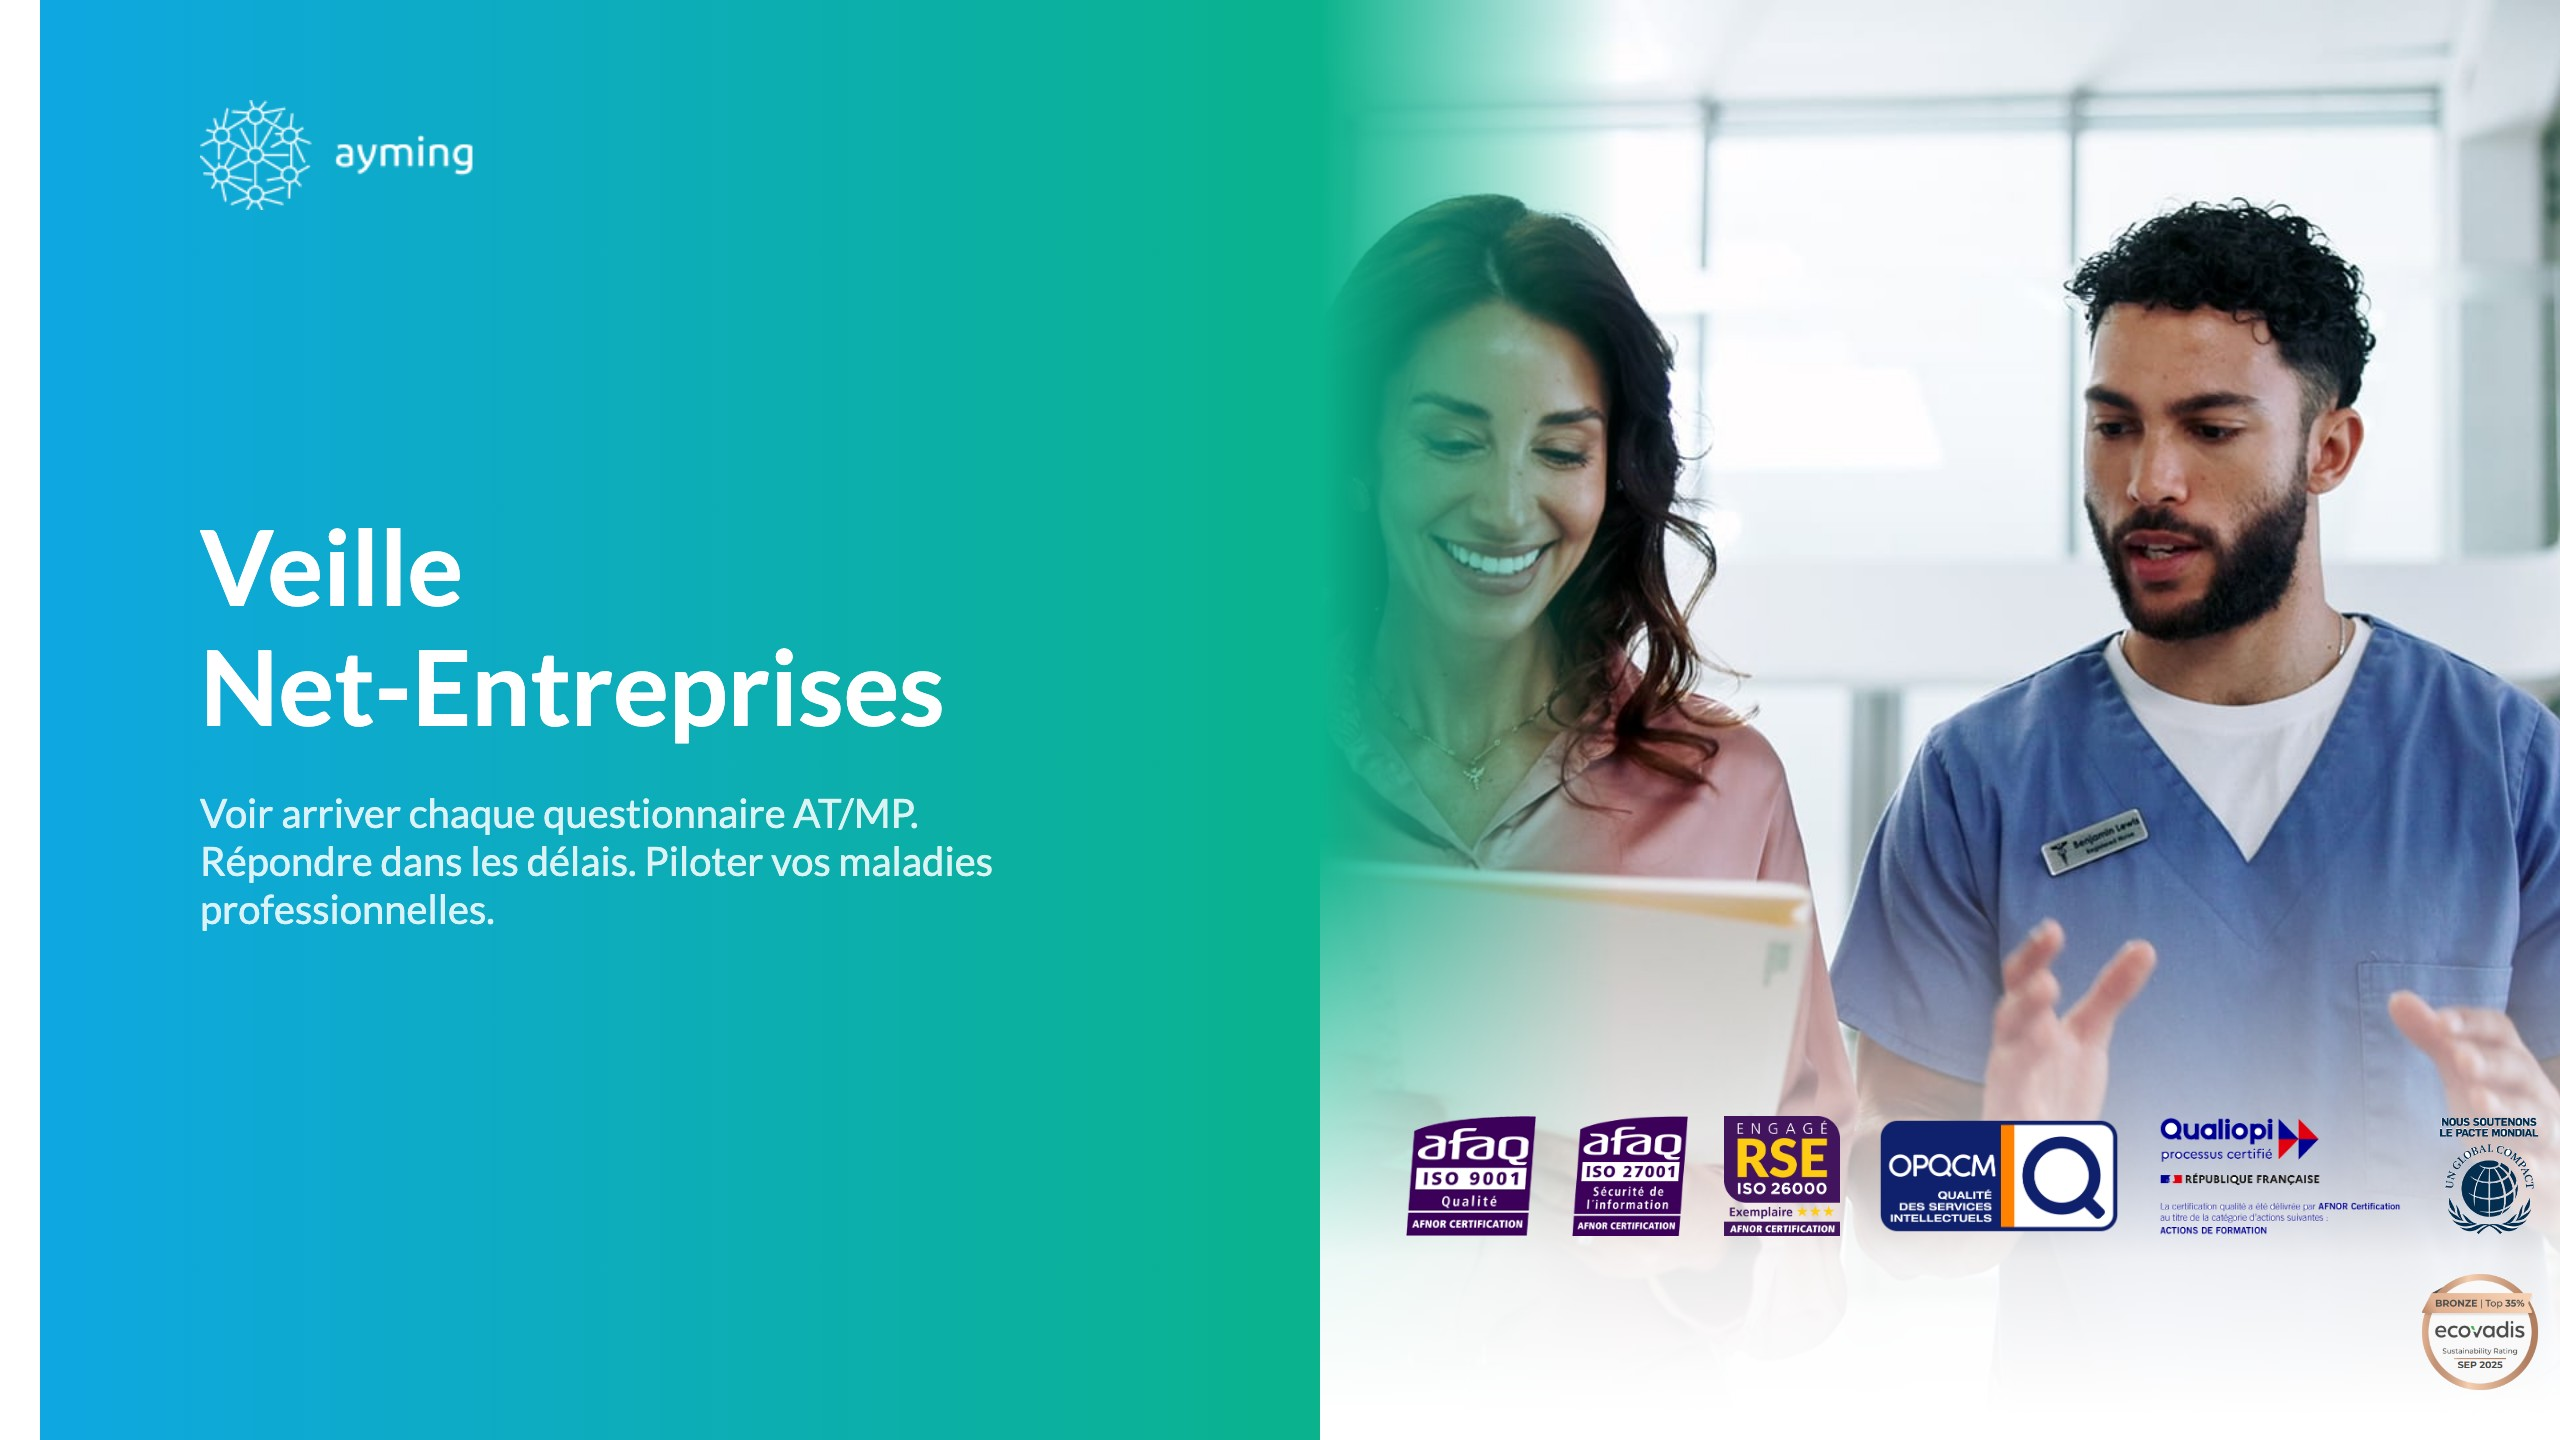 ayming
Veille
Net-Entreprises
Voir arriver chaque questionnaire AT/MP.
Répondre dans les délais. Piloter vos maladies
professionnelles.
Benjamin Lewis
Registered Nurse
afaq
ISO 9001
Qualité
AFNOR CERTIFICATION
afaq
ISO 27001
Sécurité de
l'information
AFNOR CERTIFICATION
ENGAGÉ
RSE
ISO 26000
Exemplaire
AFNOR CERTIFICATION
OPQCM
QUALITÉ
DES SERVICES
INTELLECTUELS
Qualiopi
processus certifié
RÉPUBLIQUE FRANÇAISE
La certification qualité a été délivrée par AFNOR Certification
au titre de la catégorie d'actions suivantes :
ACTIONS DE FORMATION
NOUS SOUTENONS
LE PACTE MONDIAL
UN GLOBAL COMPACT
BRONZE | Top 35%
ecovadis
Sustainability Rating
SEP 2025